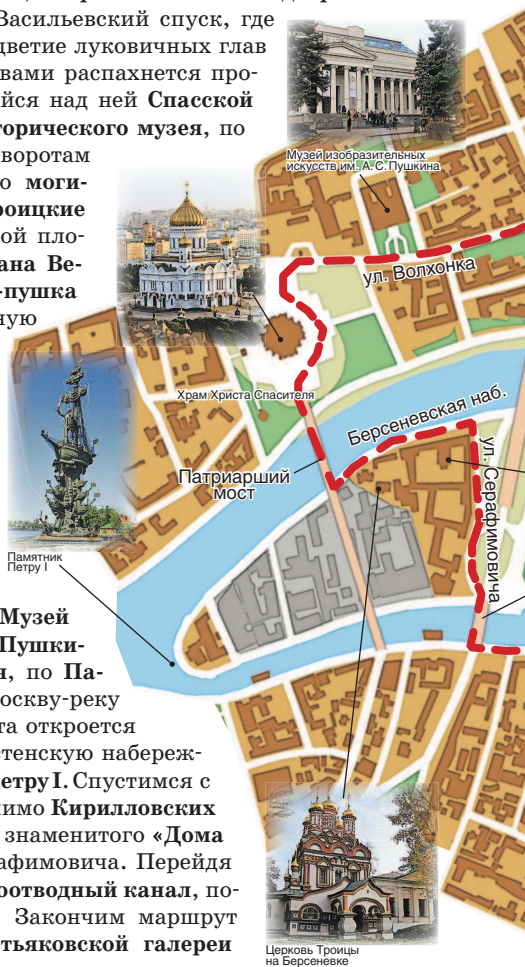 Васильевский спуск, где
цветие луковичных глав
вами распахнется про-
йся над ней Спасской
торического музея, по
воротам
о моги-
роицкие
ой пло-
ана Ве-
-пушка
ную
Музей изобразительных
искусств им. А. С. Пушкина
ул. Волхонка
Храм Христа Спасителя
Берсеневская наб.
Патриарший
мост
ул. Серафимовича
Памятник
Петру I
Музей
Пушки-
я, по Па-
оскву-реку
та откроется
стенскую набереж-
етру I. Спустимся с
имо Кирилловских
знаменитого «Дома
афимовича. Перейдя
оотводный канал, по-
Закончим маршрут
тьяковской галереи
Церковь Троицы
на Берсеневке